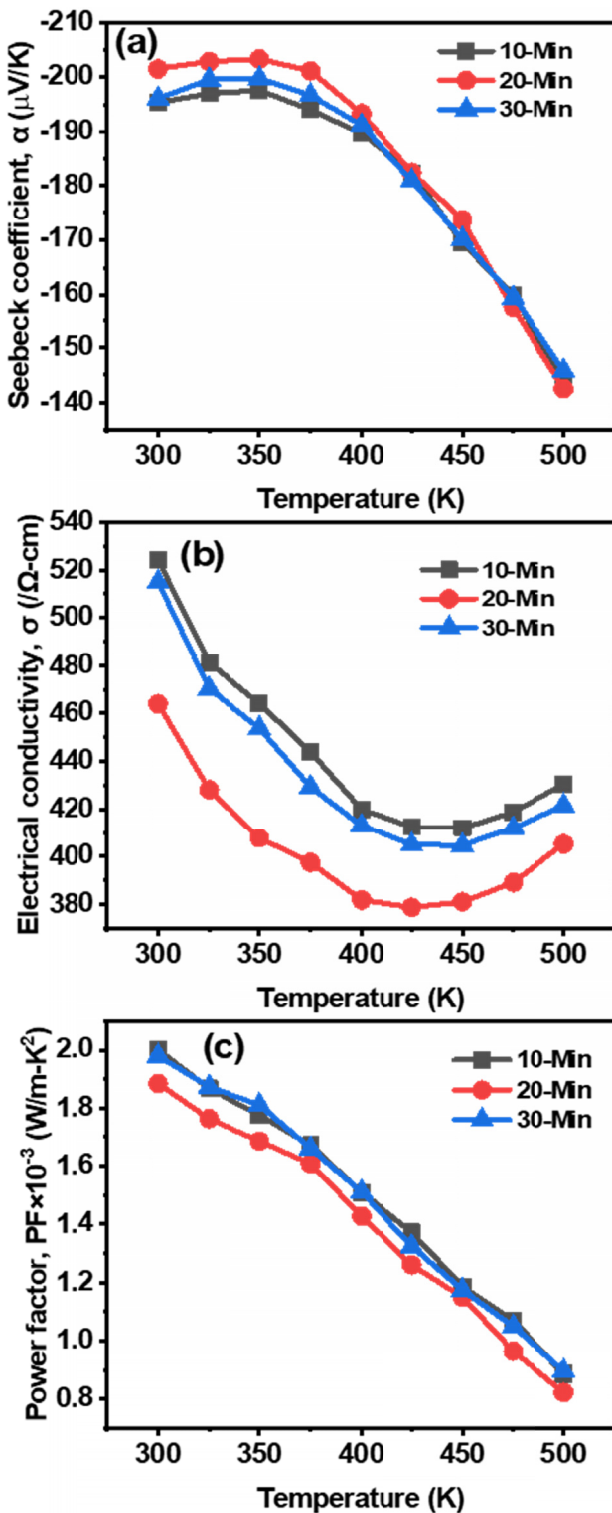 (a)
10-Min
20-Min
30-Min
Seebeck coefficient, α (μV/K)
-210
-200
-190
-180
-170
-160
-150
-140
300 350 400 450 500
Temperature (K)
(b)
10-Min
20-Min
30-Min
Electrical conductivity, σ (/Ω-cm)
540
520
500
480
460
440
420
400
380
300 350 400 450 500
Temperature (K)
(c)
10-Min
20-Min
30-Min
Power factor, PF×10⁻³ (W/m-K²)
2.0
1.8
1.6
1.4
1.2
1.0
0.8
300 350 400 450 500
Temperature (K)